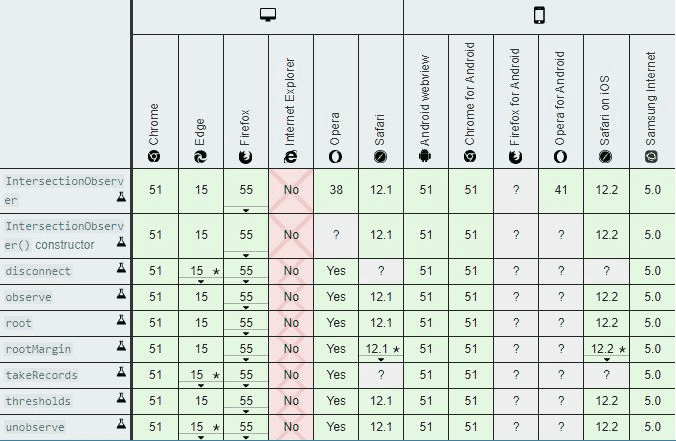 Chrome Edge Firefox Internet Explorer Opera Safari Android webview Chrome for Android Firefox for Android Opera for Android Safari on iOS Samsung Internet
IntersectionObserv
er 51 15 55 No 38 12.1 51 51 ? 41 12.2 5.0
IntersectionObserv
er() constructor 51 15 55 No ? 12.1 51 51 ? ? 12.2 5.0
disconnect 51 15 * 55 No Yes ? 51 51 ? ? ? 5.0
observe 51 15 55 No Yes 12.1 51 51 ? ? 12.2 5.0
root 51 15 55 No Yes 12.1 51 51 ? ? 12.2 5.0
rootMargin 51 15 55 No Yes 12.1 * 51 51 ? ? 12.2 * 5.0
takeRecords 51 15 * 55 No Yes ? 51 51 ? ? ? 5.0
thresholds 51 15 55 No Yes 12.1 51 51 ? ? 12.2 5.0
unobserve 51 15 * 55 No Yes 12.1 51 51 ? ? 12.2 5.0